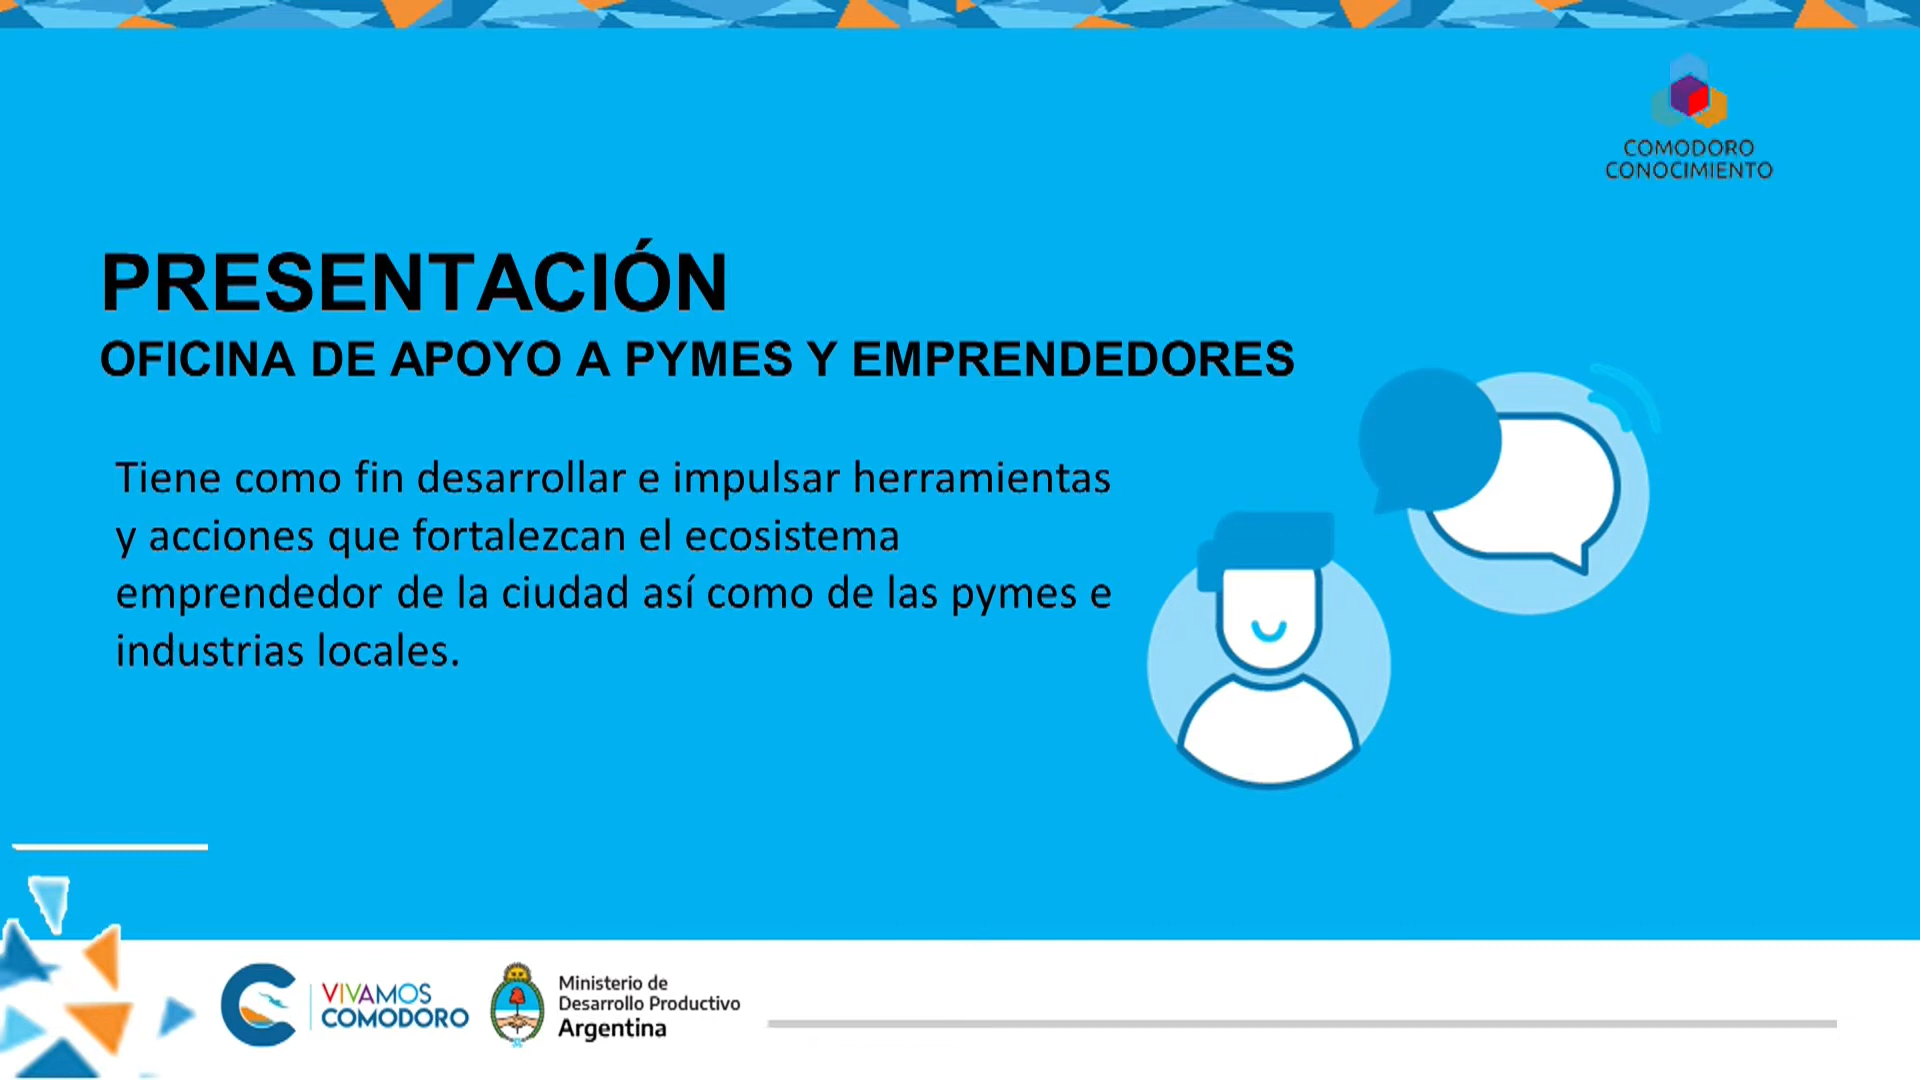 COMODORO
CONOCIMIENTO
PRESENTACIÓN
OFICINA DE APOYO A PYMES Y EMPRENDEDORES
Tiene como fin desarrollar e impulsar herramientas
y acciones que fortalezcan el ecosistema
emprendedor de la ciudad así como de las pymes e
industrias locales.
VIVAMOS
COMODORO
Ministerio de
Desarrollo Productivo
Argentina